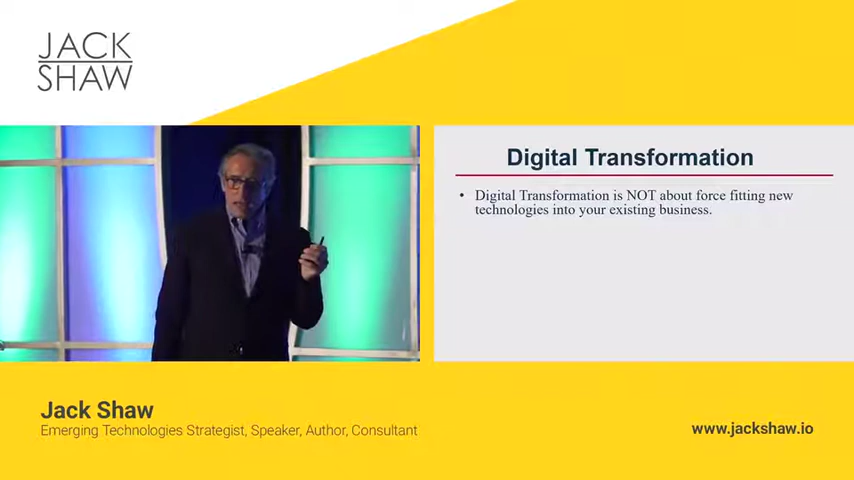 JACK
SHAW
Digital Transformation
• Digital Transformation is NOT about force fitting new
technologies into your existing business.
Jack Shaw
Emerging Technologies Strategist, Speaker, Author, Consultant
www.jackshaw.io